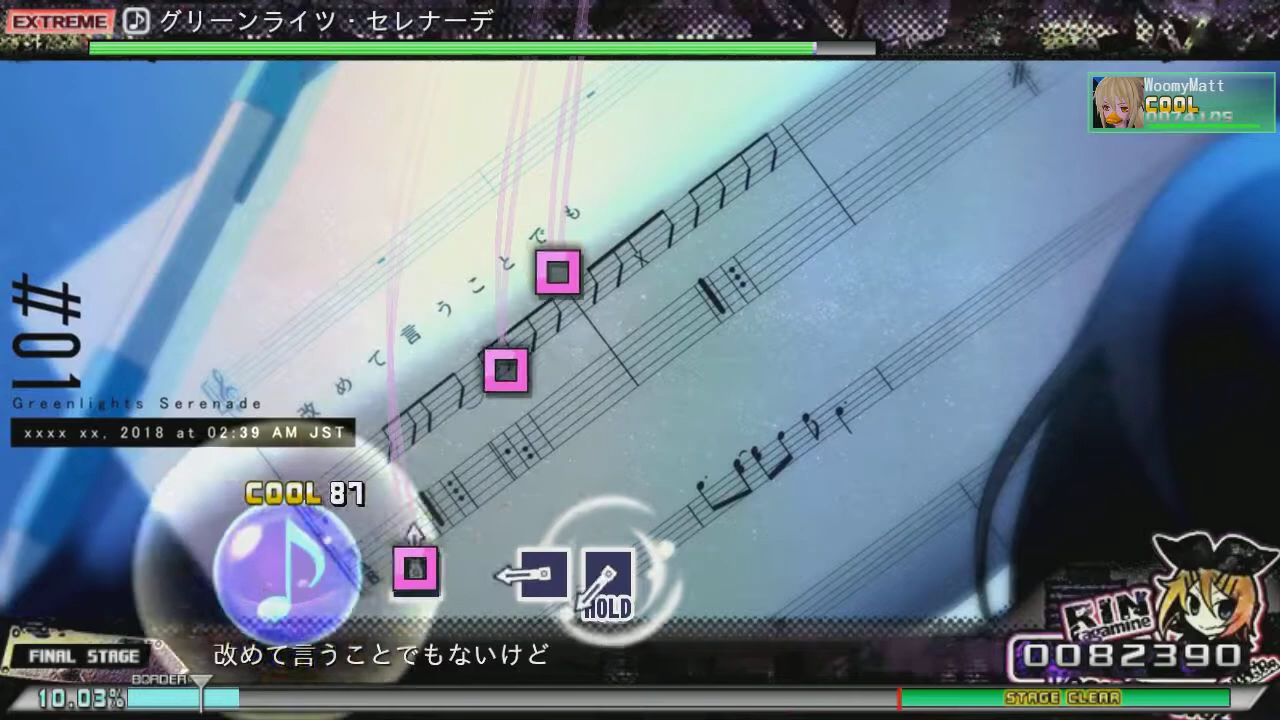 EXTREME グリーンライツ・セレナーデ
WoomyMatt
COOL
改めて言うことでも
#01
Greenlights Serenade
xxxx xx, 2018 at 02:39 AM JST
COOL 87
HOLD
RIN
Kagamine
FINAL STAGE
改めて言うことでもないけど
0082390
BORDER
10.03%
STAGE CLEAR